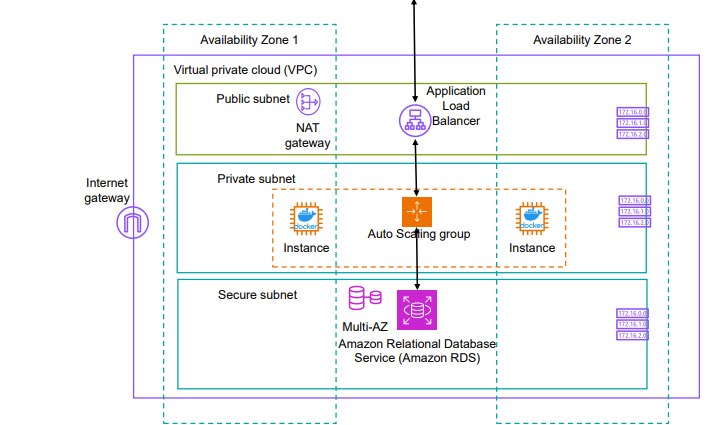 Availability Zone 1
Availability Zone 2
Virtual private cloud (VPC)
Public subnet
NAT
gateway
Application
Load
Balancer
172.16.0.0
172.16.1.0
172.16.2.0
Internet
gateway
Private subnet
docker
Instance
Auto Scaling group
docker
Instance
172.16.0.0
172.16.1.0
172.16.2.0
Secure subnet
Multi-AZ
Amazon Relational Database
Service (Amazon RDS)
172.16.0.0
172.16.1.0
172.16.2.0